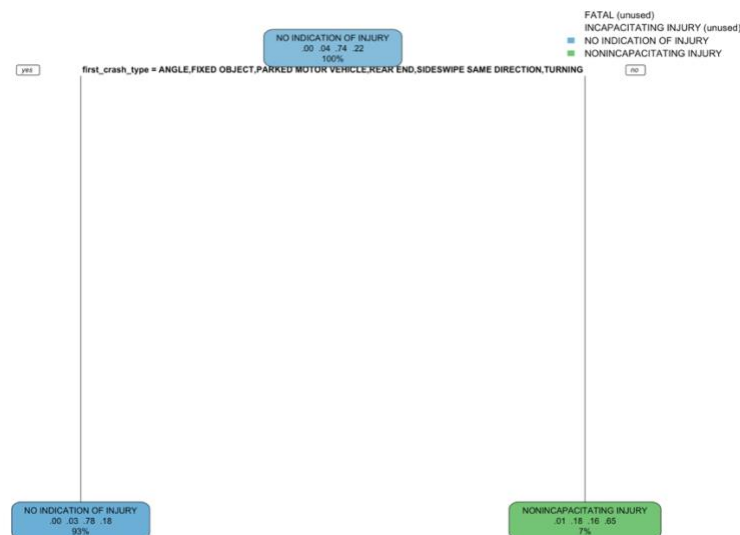 FATAL (unused)
INCAPACITATING INJURY (unused)
NO INDICATION OF INJURY
NONINCAPACITATING INJURY
NO INDICATION OF INJURY
.00 .04 .74 .22
100%
yes
first_crash_type = ANGLE,FIXED OBJECT,PARKED MOTOR VEHICLE,REAR END,SIDESWIPE SAME DIRECTION,TURNING
no
NO INDICATION OF INJURY
.00 .03 .78 .18
93%
NONINCAPACITATING INJURY
.01 .18 .16 .65
7%